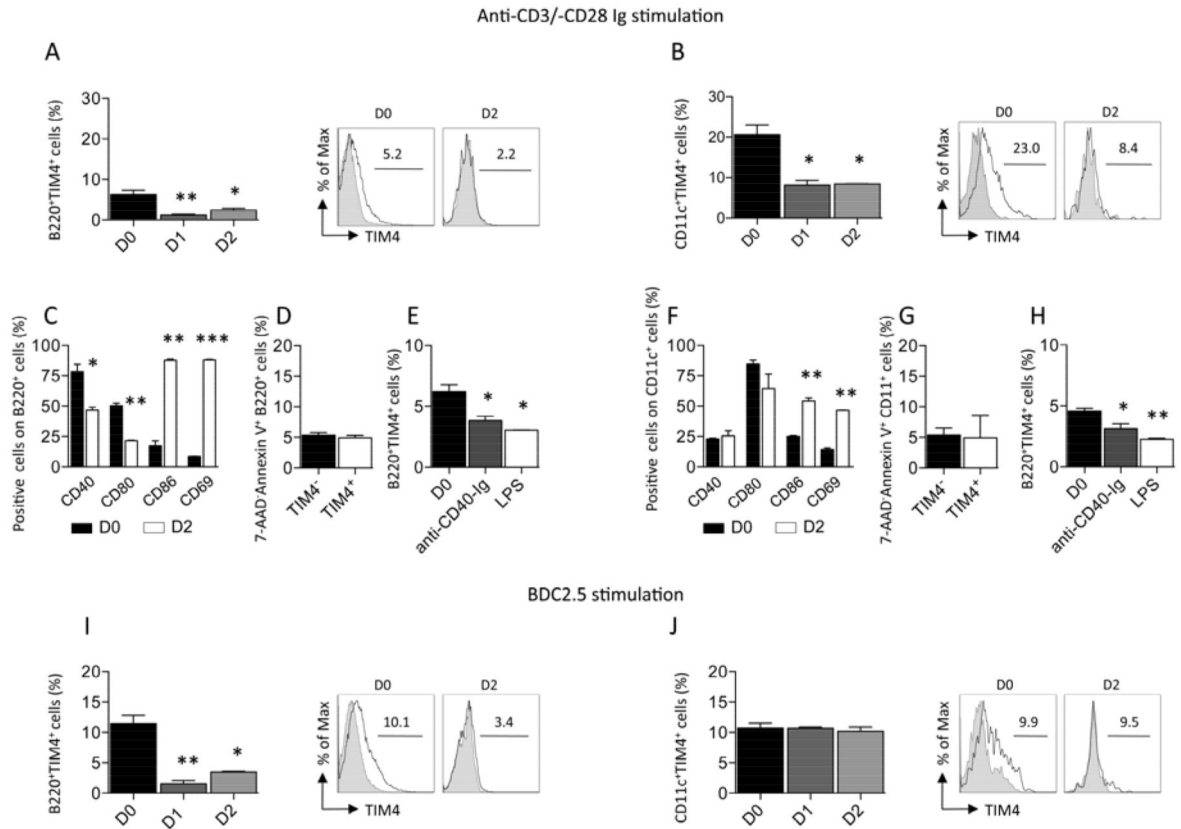 Anti-CD3/-CD28 Ig stimulation
A
B220⁺TIM4⁺ cells (%)
30
20
10
0
D0
D1
D2
**
*
D0
D2
5.2
2.2
% of Max
TIM4
B
CD11c⁺TIM4⁺ cells (%)
30
20
10
0
D0
D1
D2
*
*
D0
D2
23.0
8.4
% of Max
TIM4
C
Positive cells on B220⁺ cells (%)
100
75
50
25
0
*
**
**
***
CD40
CD80
CD86
CD69
D0
D2
D
7-AAD⁻Annexin V⁺ B220⁺ (%)
20
15
10
5
0
TIM4⁻
TIM4⁺
E
B220⁺TIM4⁺ cells (%)
10
5
0
*
*
D0
anti-CD40-Ig
LPS
F
Positive cells on CD11c⁺ cells (%)
100
75
50
25
0
**
**
CD40
CD80
CD86
CD69
D0
D2
G
7-AAD⁻Annexin V⁺ CD11⁺ (%)
20
15
10
5
0
TIM4⁻
TIM4⁺
H
B220⁺TIM4⁺ cells (%)
10
5
0
*
**
D0
anti-CD40-Ig
LPS
BDC2.5 stimulation
I
B220⁺TIM4⁺ cells (%)
20
15
10
5
0
**
*
D0
D1
D2
D0
D2
10.1
3.4
% of Max
TIM4
J
CD11c⁺TIM4⁺ cells (%)
20
15
10
5
0
D0
D1
D2
D0
D2
9.9
9.5
% of Max
TIM4